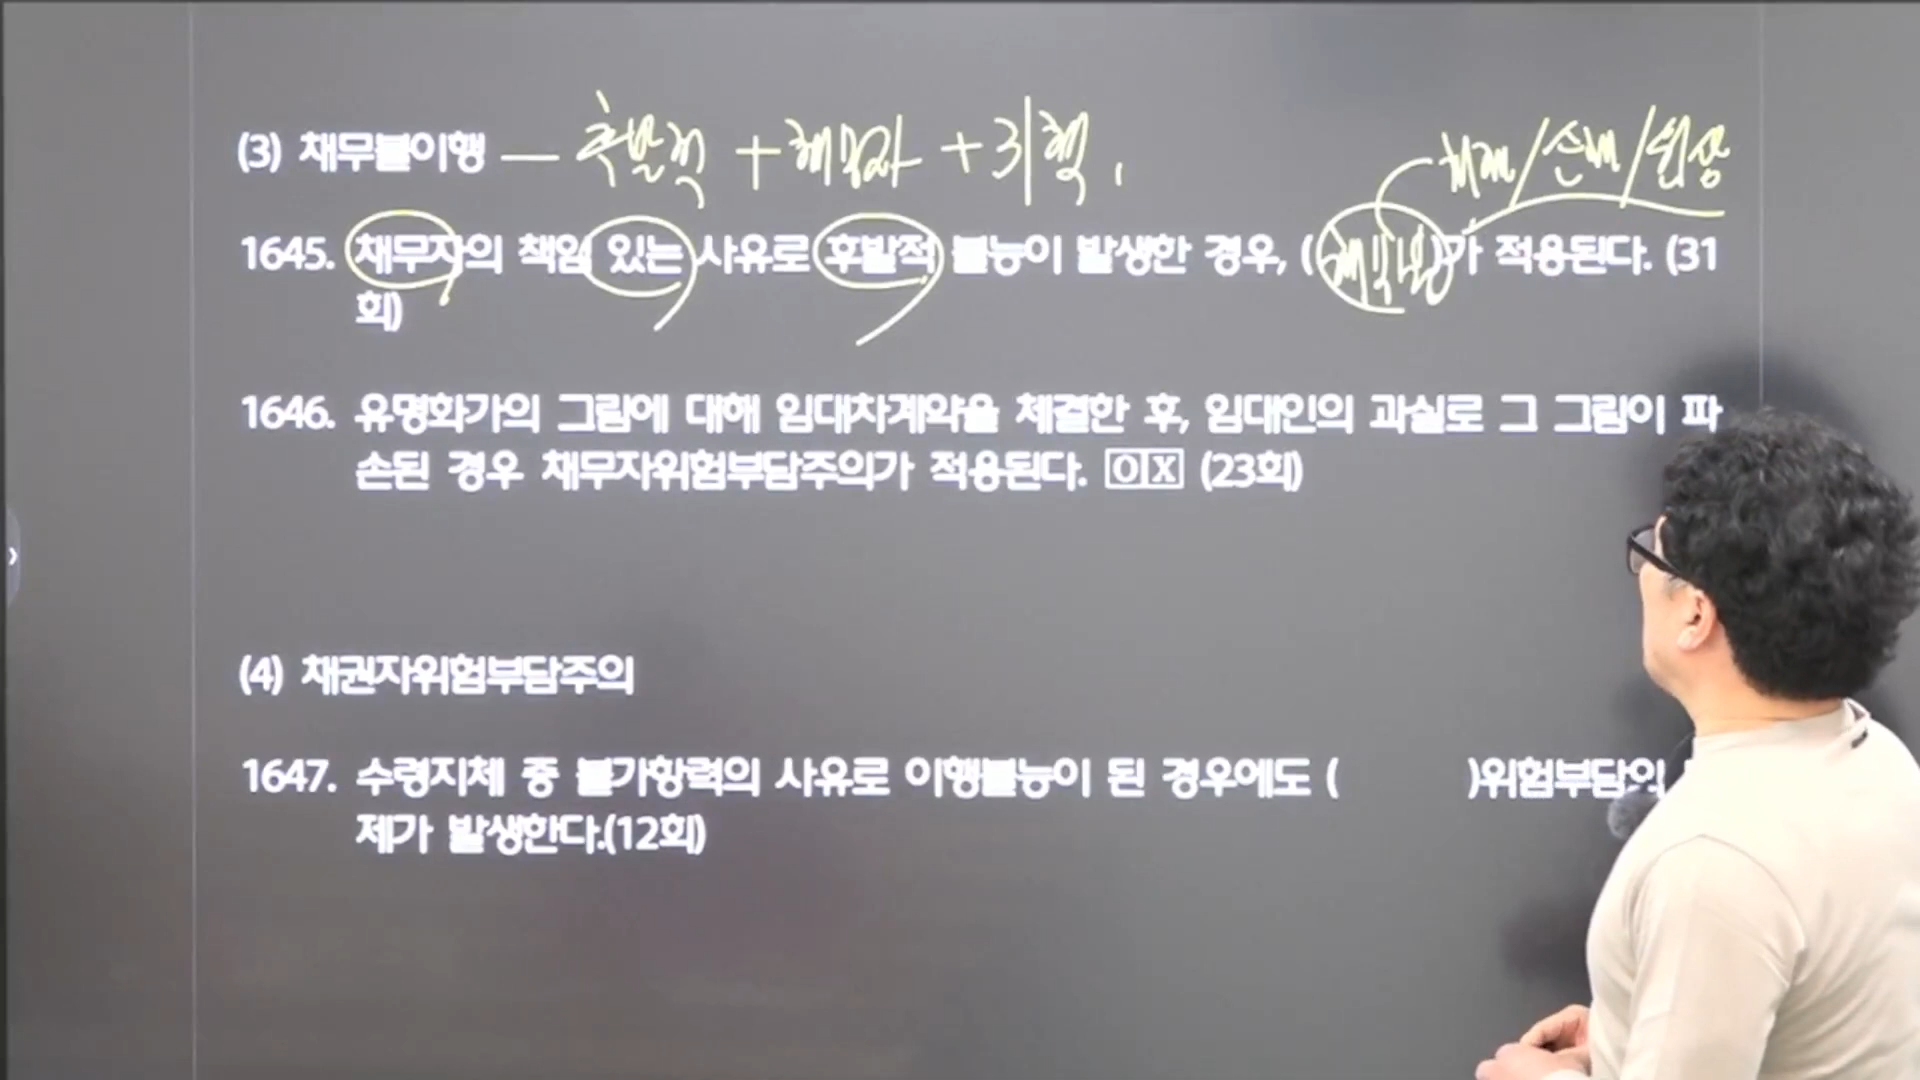 (3) 채무불이행 — 후발적 + 채무자 + 귀책.
해제/손배/원상
1645. 채무자의 책임 있는 사유로 후발적 불능이 발생한 경우, ( )가 적용된다. (31
회)
1646. 유명화가의 그림에 대해 임대차계약을 체결한 후, 임대인의 과실로 그 그림이 파
손된 경우 채무자위험부담주의가 적용된다. O X (23회)
(4) 채권자위험부담주의
1647. 수령지체 중 불가항력의 사유로 이행불능이 된 경우에도 ( )위험부담의
제가 발생한다.(12회)